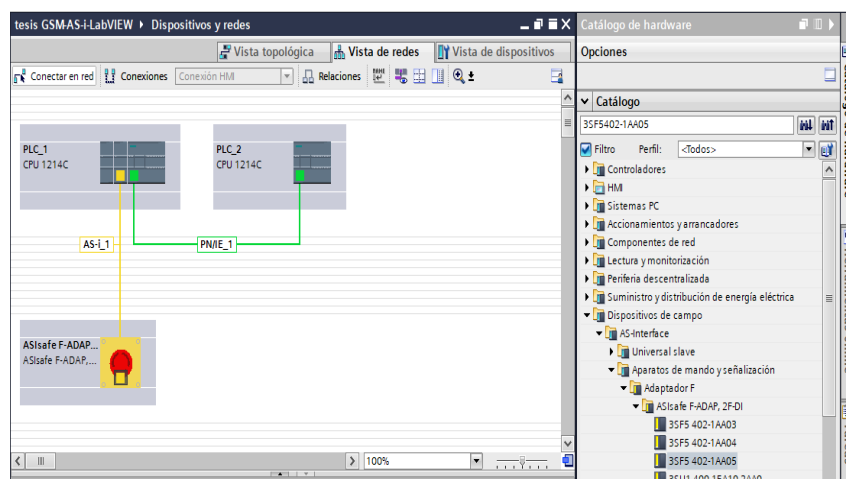 tesis GSM-AS-i-LabVIEW ▸ Dispositivos y redes
Vista topológica
Vista de redes
Vista de dispositivos
Conectar en red
Conexiones
Conexión HMI
Relaciones
PLC_1
CPU 1214C
PLC_2
CPU 1214C
AS-i_1
PN/IE_1
ASIsafe F-ADAP...
ASIsafe F-ADAP,...
100%
Catálogo de hardware
Opciones
Catálogo
3SF5402-1AA05
Filtro
Perfil:
<Todos>
Controladores
HMI
Sistemas PC
Accionamientos y arrancadores
Componentes de red
Lectura y monitorización
Periferia descentralizada
Suministro y distribución de energía eléctrica
Dispositivos de campo
AS-Interface
Universal slave
Aparatos de mando y señalización
Adaptador F
ASIsafe F-ADAP, 2F-DI
3SF5 402-1AA03
3SF5 402-1AA04
3SF5 402-1AA05
3SU1 400-1EA10-2AA0